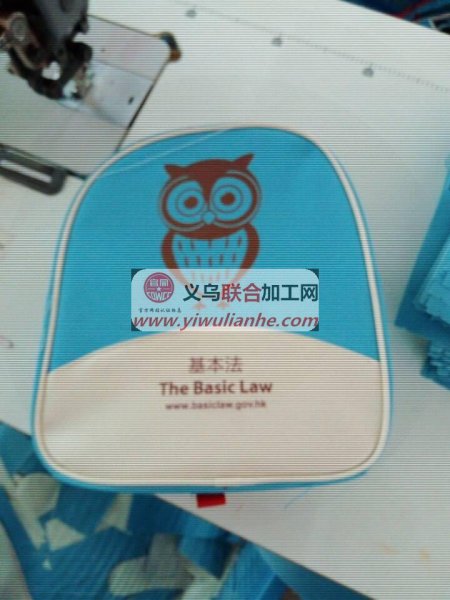 义乌联合加工网
www.yiwulianhe.com
基本法
The Basic Law
www.basiclaw.gov.hk